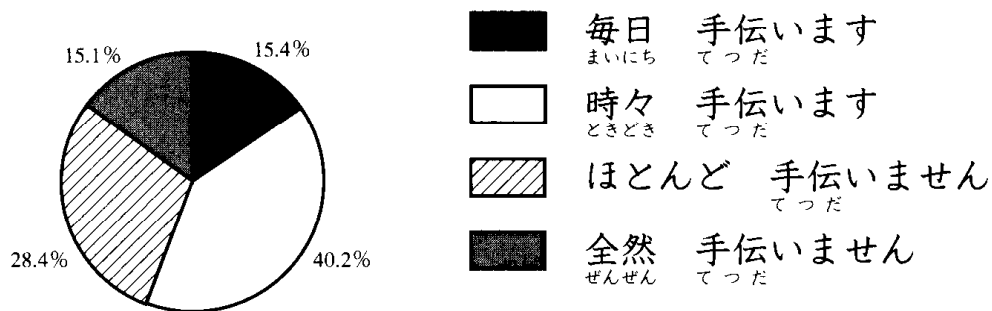 15.1%
15.4%
28.4%
40.2%
毎日 手伝います
まいにち てつだ
時々 手伝います
ときどき てつだ
ほとんど 手伝いません
てつだ
全然 手伝いません
ぜんぜん てつだ